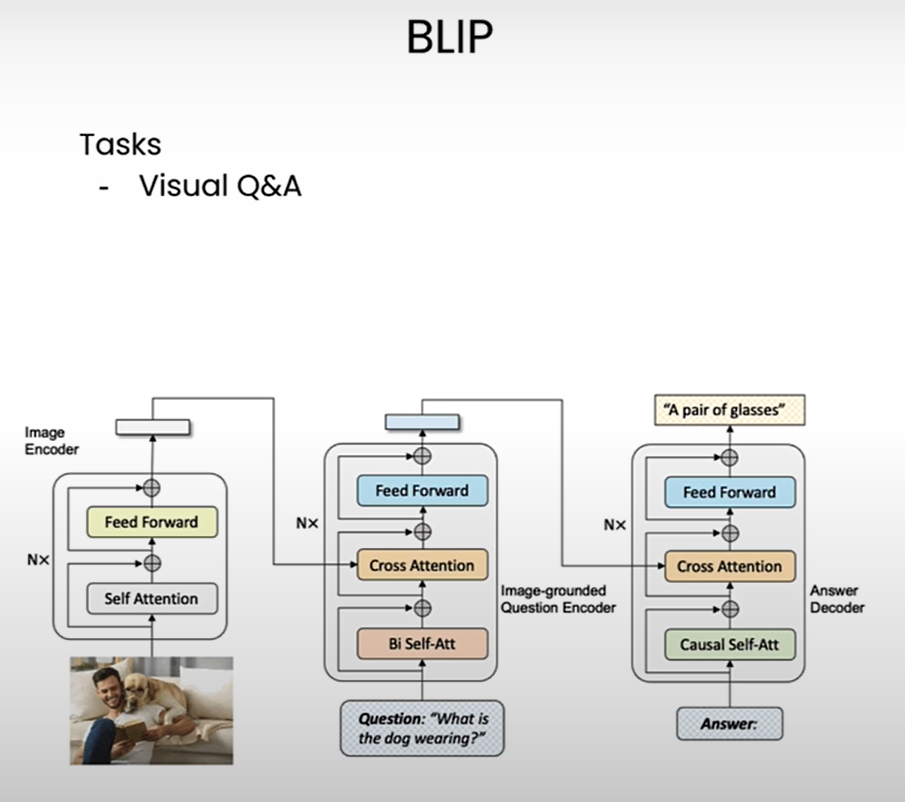 BLIP
Tasks
- Visual Q&A
Image
Encoder
N×
Feed Forward
Self Attention
N×
Feed Forward
Cross Attention
Bi Self-Att
Image-grounded
Question Encoder
Question: "What is
the dog wearing?"
"A pair of glasses"
N×
Feed Forward
Cross Attention
Causal Self-Att
Answer
Decoder
Answer: